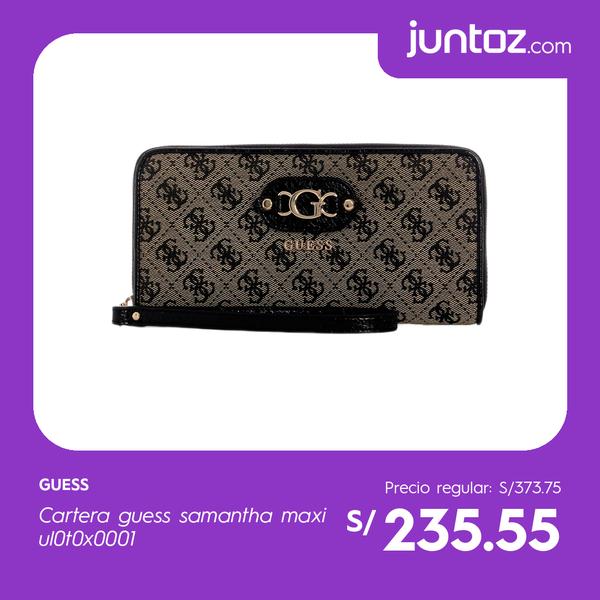 juntoz.com
G
GUESS
GUESS
Cartera guess samantha maxi
ul0t0x0001
Precio regular: S/373.75
S/ 235.55